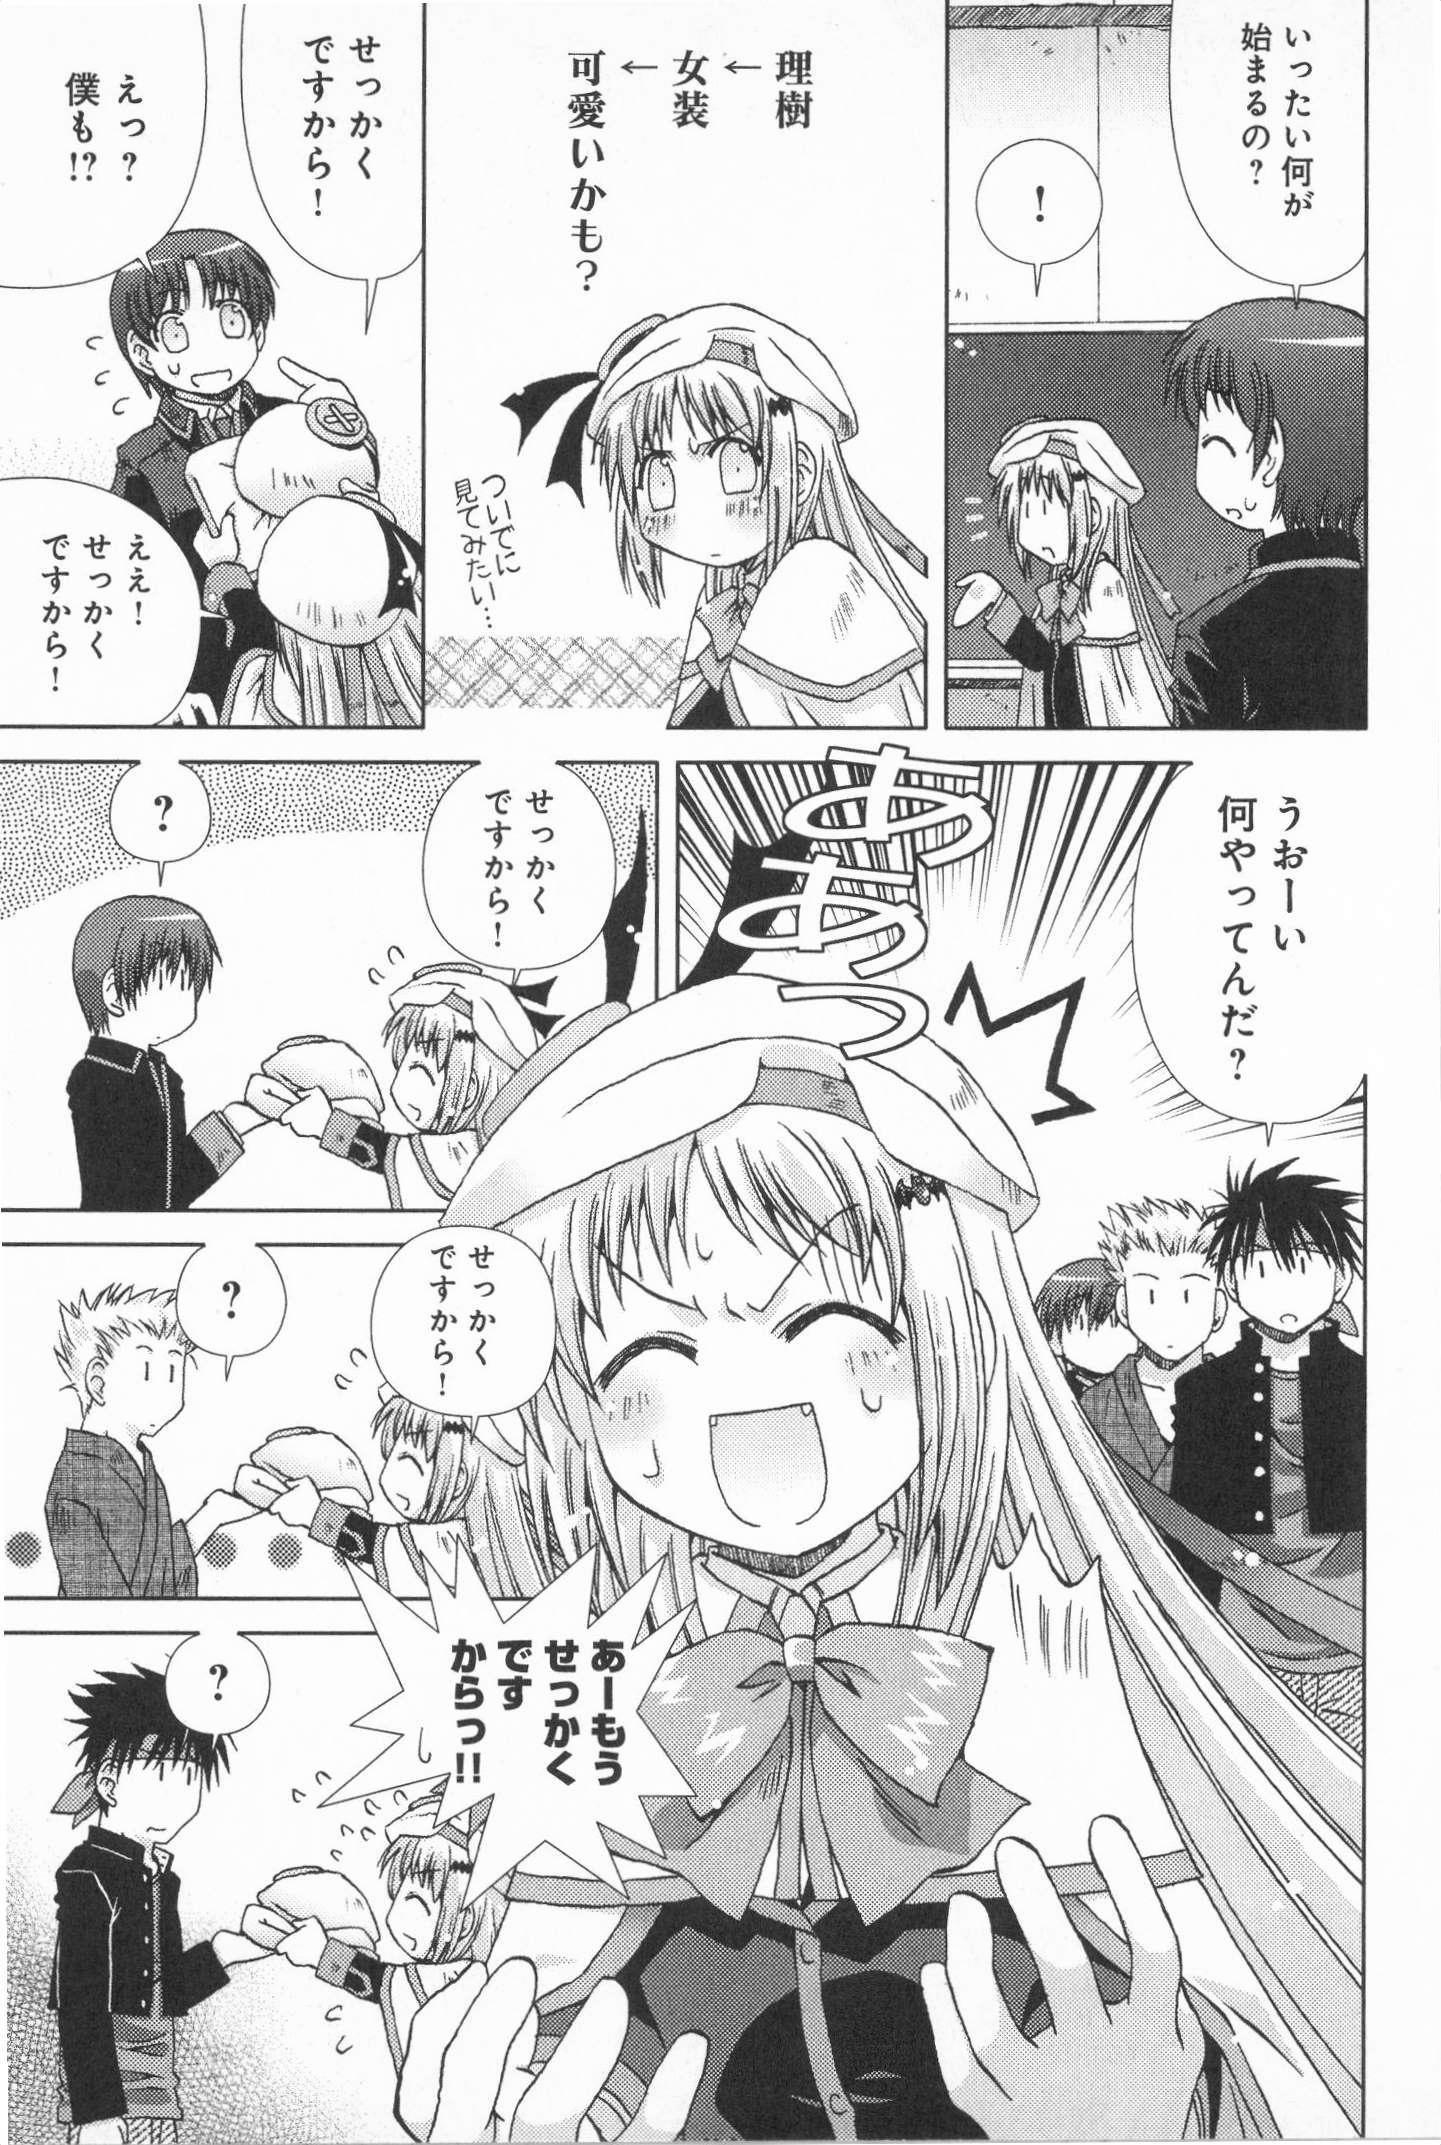 いったい何が
始まるの？
！
理樹
↓
女装
↓
可愛いかも？
ついでに
見てみたい…
せっかく
ですから！
えっ？
僕も!?
ええ！
せっかく
ですから！
うおーい
何やってんだ？
あっ
あうっ
せっかく
ですから！
？
せっかく
ですから！
？
あーもう
せっかく
です
からっ!!
？